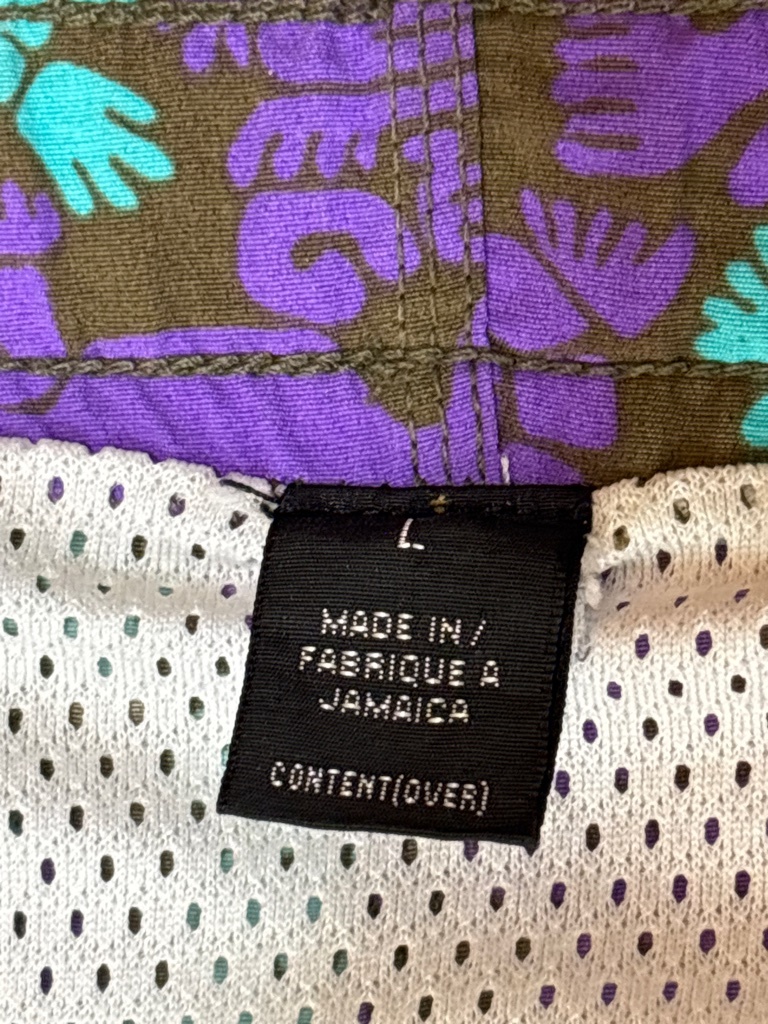 L
MADE IN/
FABRIQUE A
JAMAICA
CONTENT(OVER)